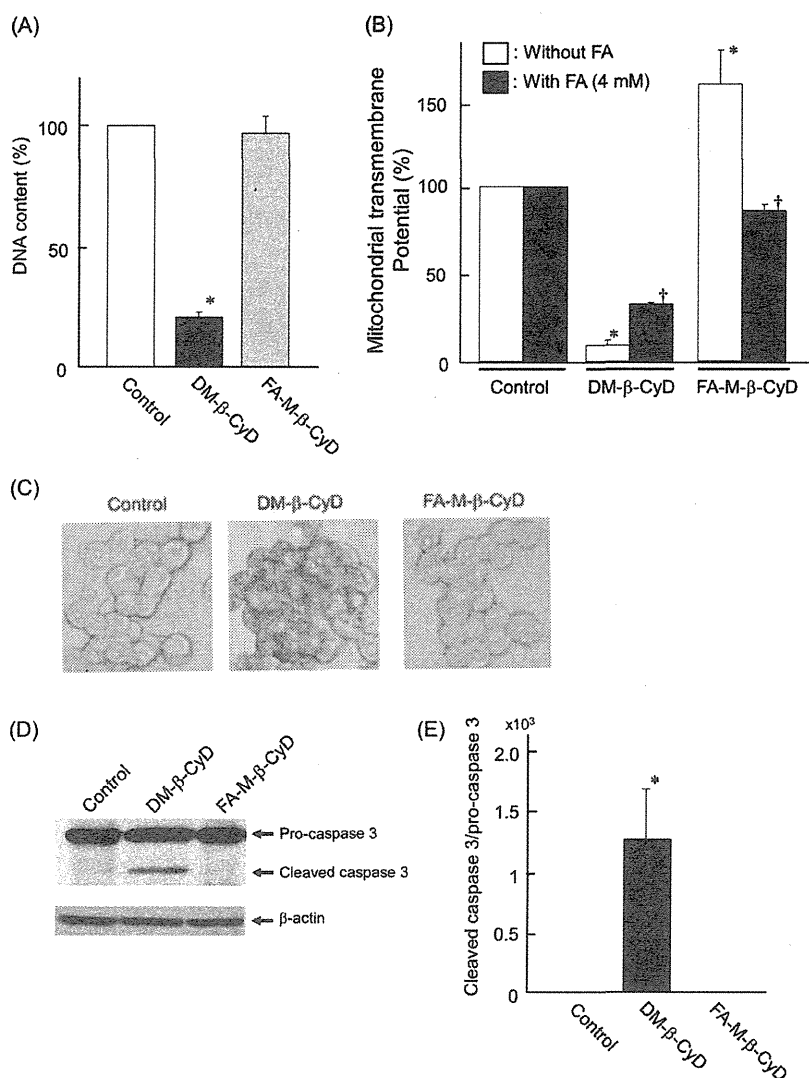 (A)
DNA content (%)
100
50
0
*
Control
DM-β-CyD
FA-M-β-CyD
(B)
: Without FA
: With FA (4 mM)
Mitochondrial transmembrane
Potential (%)
150
100
50
0
*
†
*
†
Control
DM-β-CyD
FA-M-β-CyD
(C)
Control
DM-β-CyD
FA-M-β-CyD
(D)
Control
DM-β-CyD
FA-M-β-CyD
Pro-caspase 3
Cleaved caspase 3
β-actin
(E)
Cleaved caspase 3/pro-caspase 3
x10³
2.0
1.5
1
0.5
0
*
Control
DM-β-CyD
FA-M-β-CyD